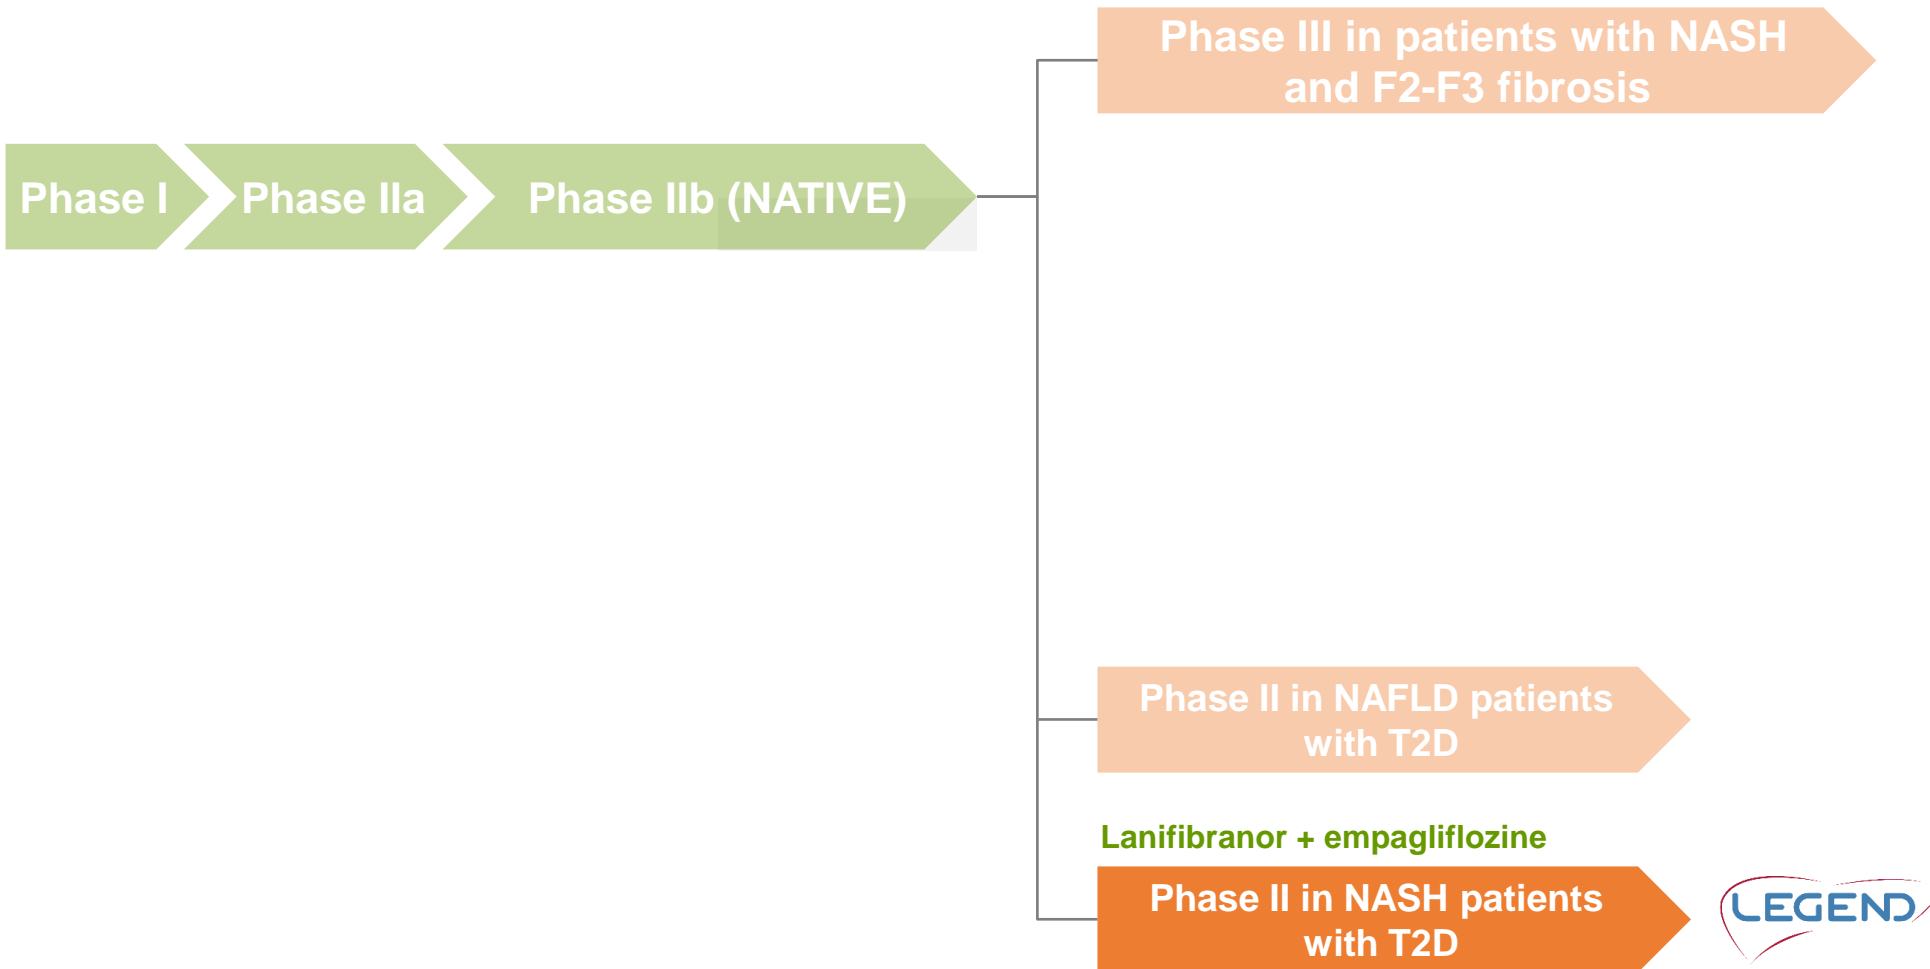 Phase III in patients with NASH
and F2-F3 fibrosis
Phase I
Phase IIa
Phase IIb (NATIVE)
Phase II in NAFLD patients
with T2D
Lanifibranor + empagliflozine
Phase II in NASH patients
with T2D
LEGEND